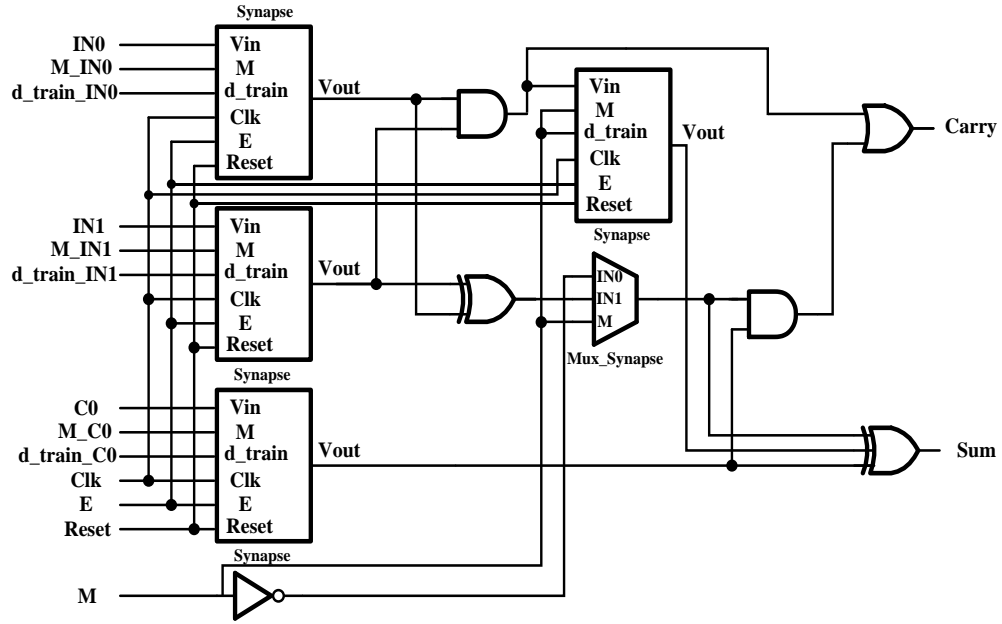 Synapse
IN0
M_IN0
d_train_IN0
Vin
M
d_train
Clk
E
Reset
Vout
Vin
M
d_train
Clk
E
Reset
Vout
Synapse
Carry
Synapse
IN1
M_IN1
d_train_IN1
Vin
M
d_train
Clk
E
Reset
Vout
IN0
IN1
M
Mux_Synapse
Synapse
C0
M_C0
d_train_C0
Clk
E
Reset
Vin
M
d_train
Clk
E
Reset
Vout
Sum
Synapse
M